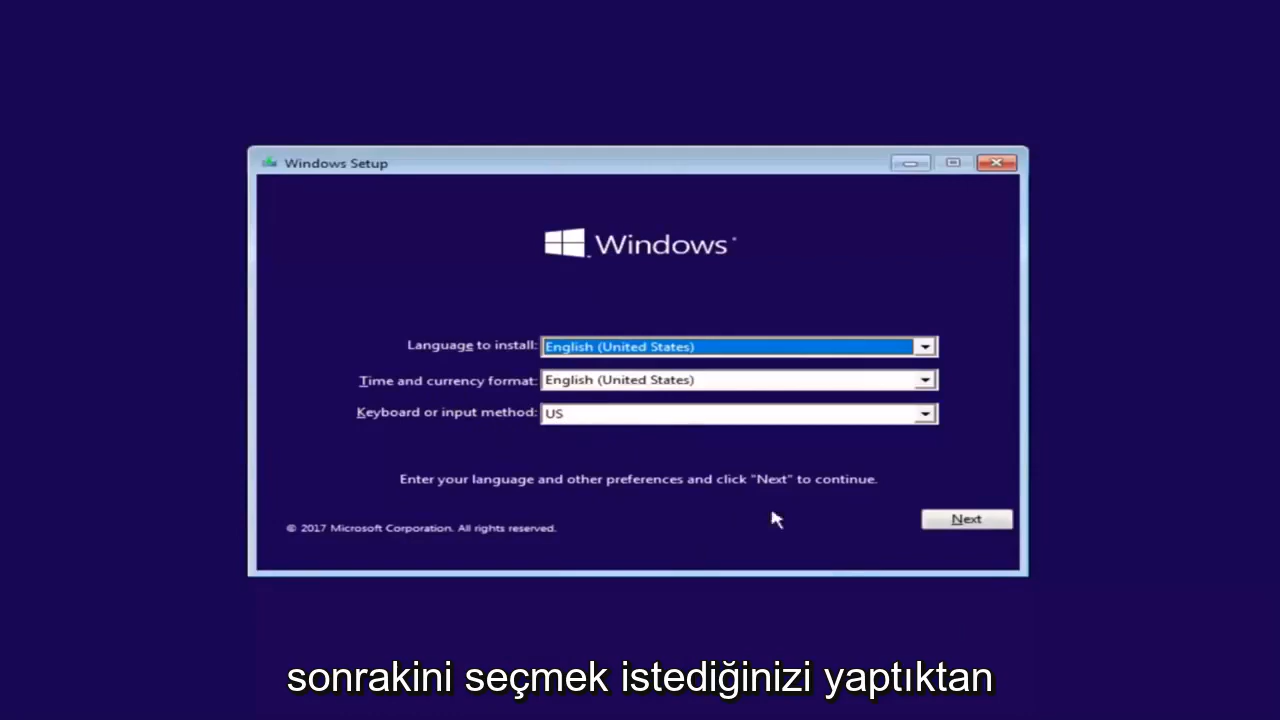 Windows Setup
Windows
Language to install: English (United States)
Time and currency format: English (United States)
Keyboard or input method: US
Enter your language and other preferences and click "Next" to continue.
© 2017 Microsoft Corporation. All rights reserved.
Next
sonrakini seçmek istediğinizi yaptıktan